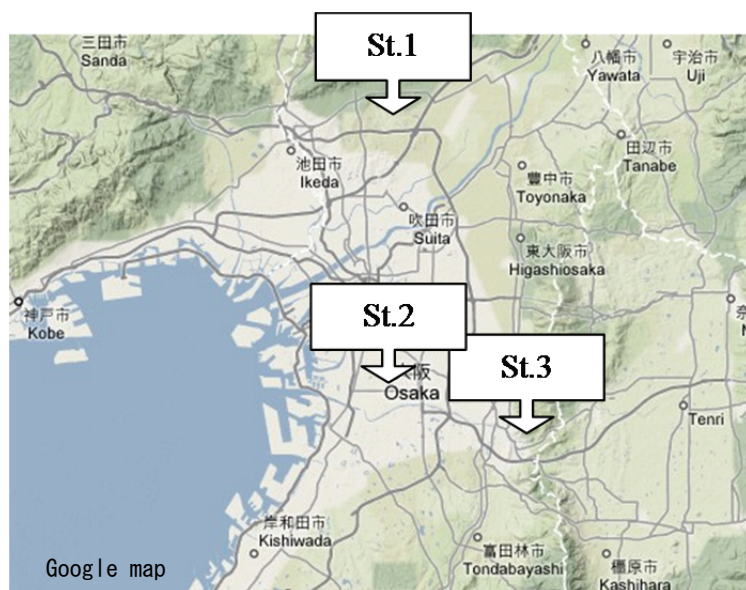 St.1
三田市
Sanda
八幡市
Yawata
宇治市
Uji
田辺市
Tanabe
池田市
Ikeda
豊中市
Toyonaka
吹田市
Suita
東大阪市
Higashiosaka
神戸市
Kobe
St.2
St.3
阪
Osaka
Tenri
岸和田市
Kishiwada
富田林市
Tondabayashi
橿原市
Kashihara
Google map